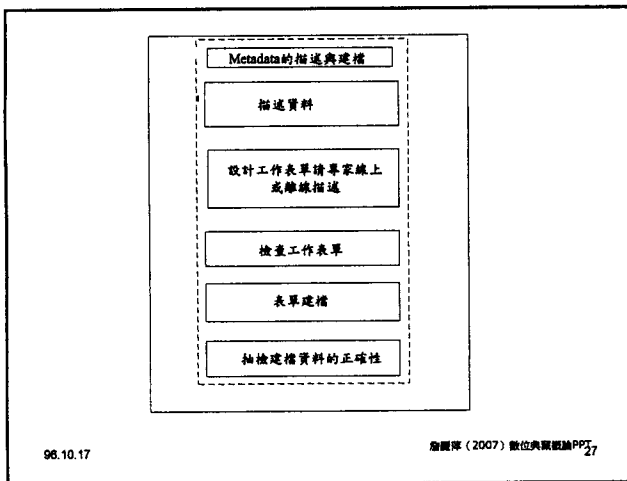 Metadata的描述與建檔
描述資料
設計工作表單請專家線上
或離線描述
檢查工作表單
表單建檔
抽檢建檔資料的正確性
96.10.17
詹麗萍（2007）數位典藏概論PPT
27